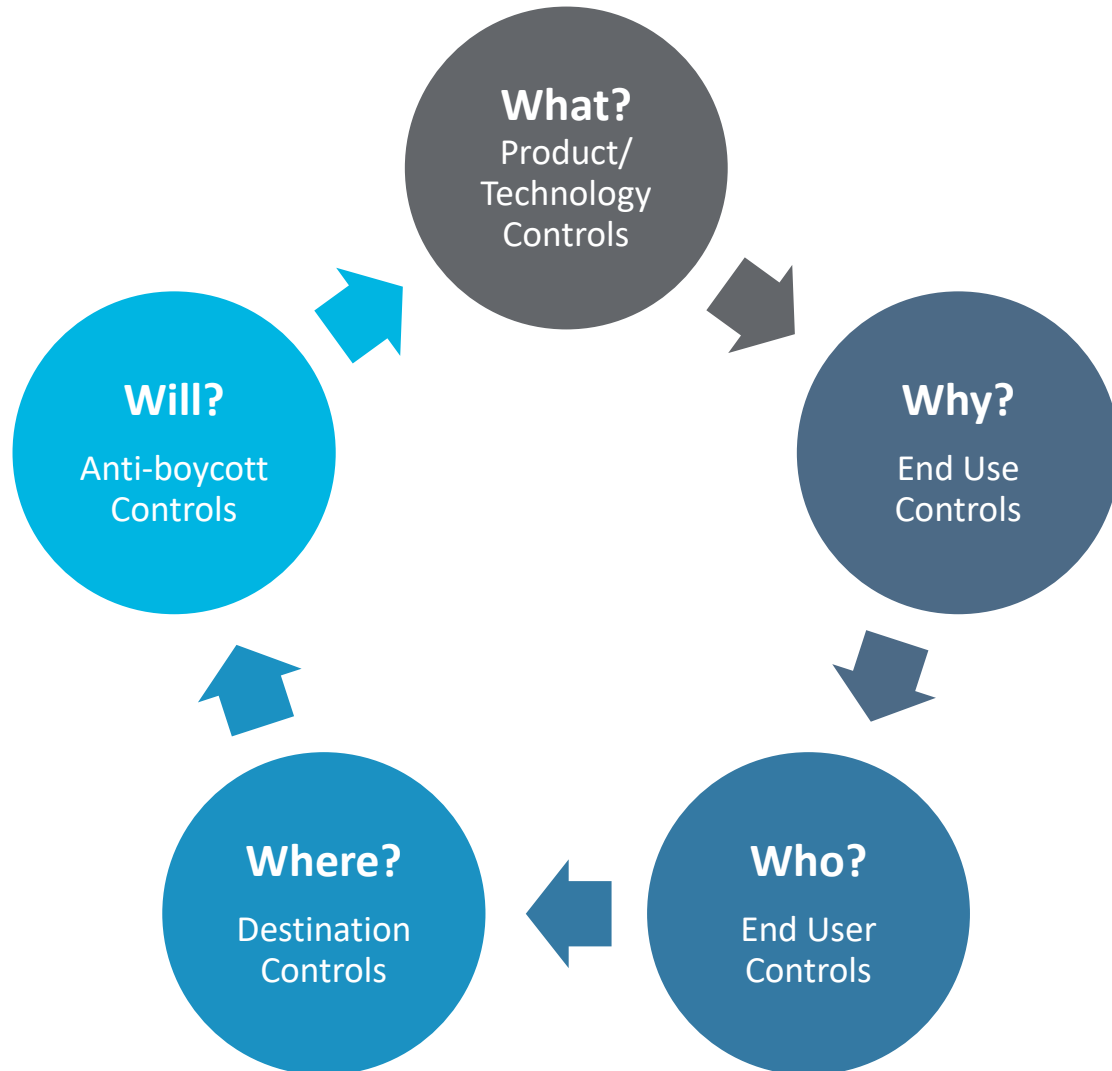 What?
Product/
Technology
Controls
Why?
End Use
Controls
Who?
End User
Controls
Where?
Destination
Controls
Will?
Anti-boycott
Controls